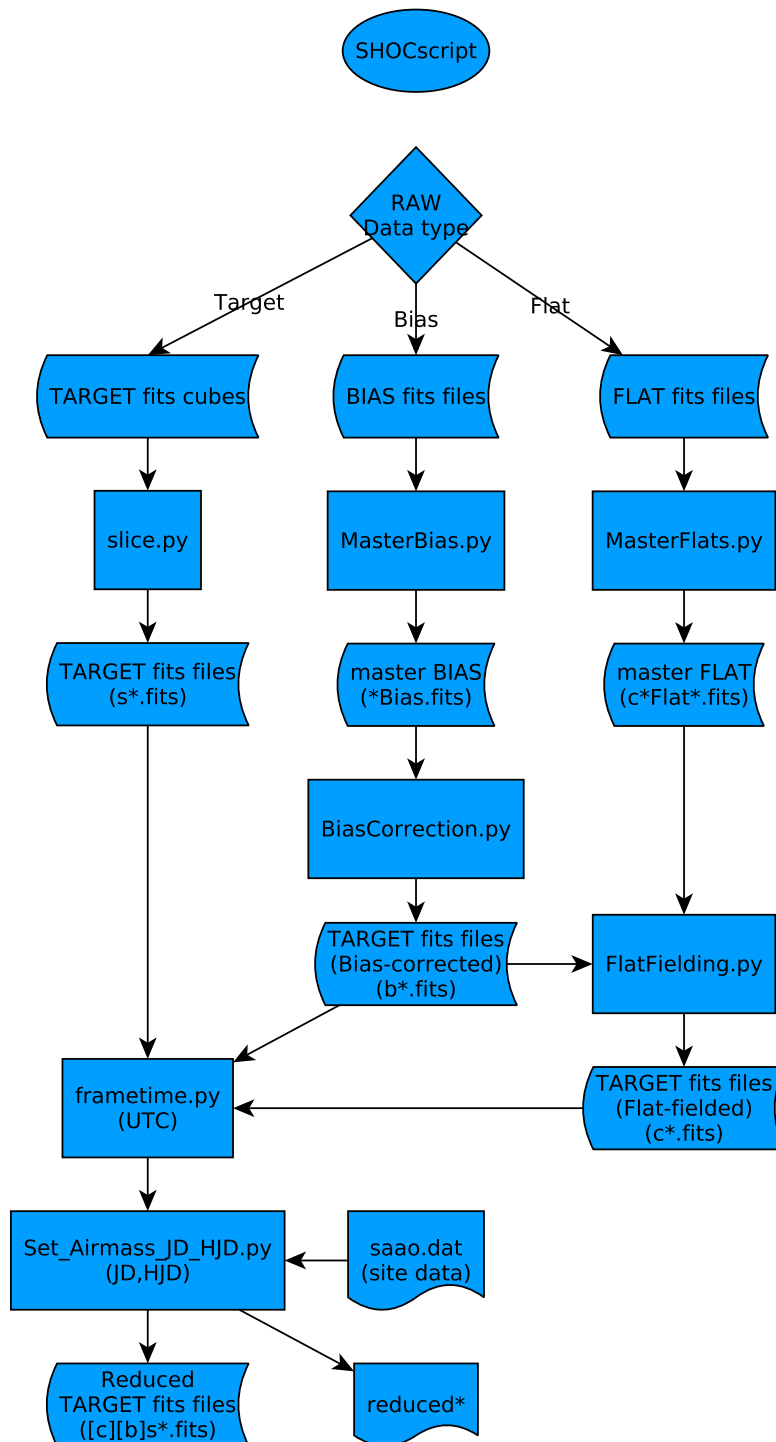 SHOCscript
RAW
Data type
Target
Bias
Flat
TARGET fits cubes
BIAS fits files
FLAT fits files
slice.py
MasterBias.py
MasterFlats.py
TARGET fits files
(s*.fits)
master BIAS
(*Bias.fits)
master FLAT
(c*Flat*.fits)
BiasCorrection.py
TARGET fits files
(Bias-corrected)
(b*.fits)
FlatFielding.py
frametime.py
(UTC)
TARGET fits files
(Flat-fielded)
(c*.fits)
Set_Airmass_JD_HJD.py
(JD,HJD)
saao.dat
(site data)
Reduced
TARGET fits files
([c][b]s*.fits)
reduced*